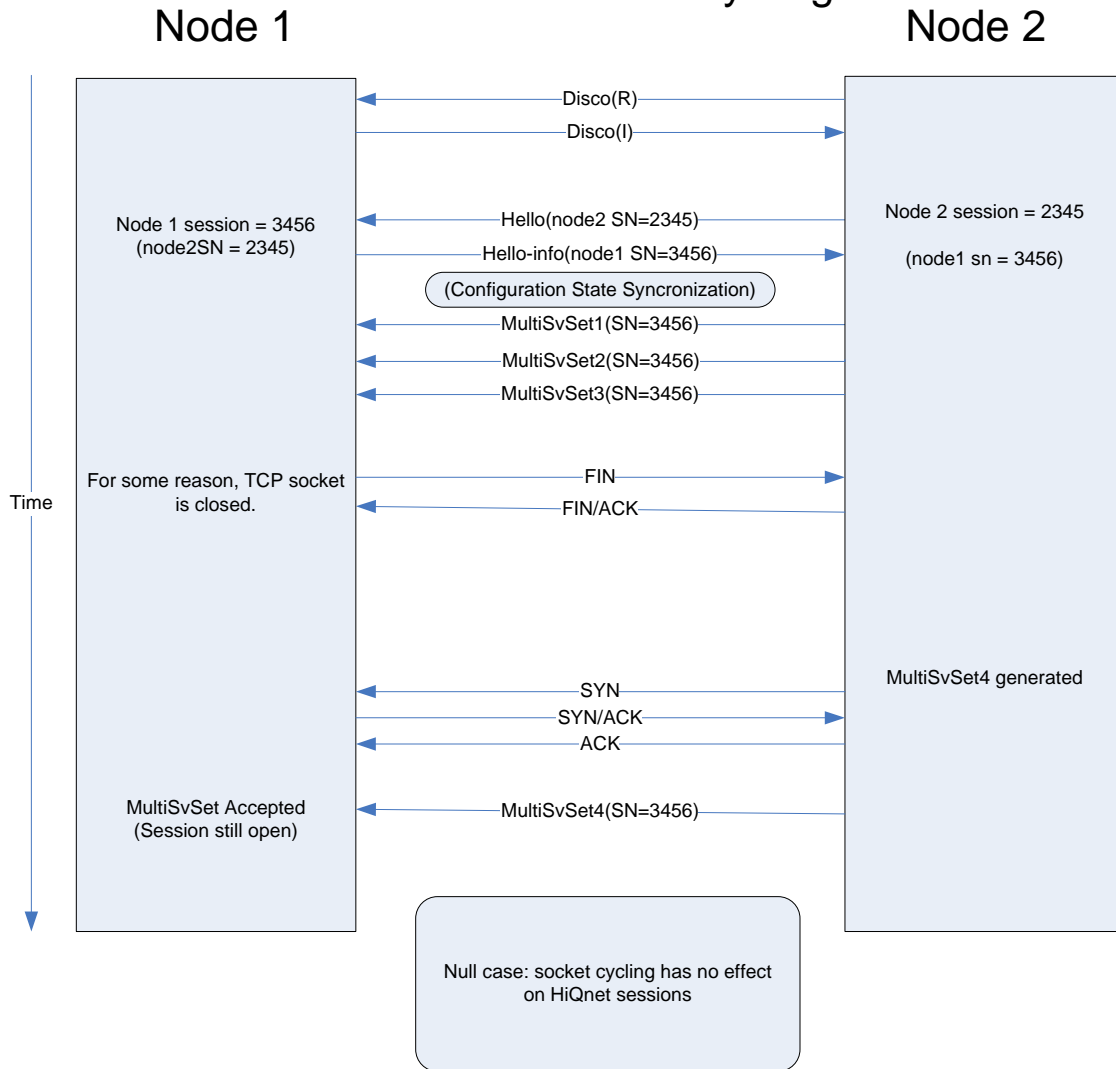 Node 1
Node 2
Disco(R)
Disco(I)
Node 1 session = 3456
(node2SN = 2345)
Hello(node2 SN=2345)
Hello-info(node1 SN=3456)
Node 2 session = 2345
(node1 sn = 3456)
(Configuration State Syncronization)
MultiSvSet1(SN=3456)
MultiSvSet2(SN=3456)
MultiSvSet3(SN=3456)
Time
For some reason, TCP socket
is closed.
FIN
FIN/ACK
MultiSvSet4 generated
SYN
SYN/ACK
ACK
MultiSvSet Accepted
(Session still open)
MultiSvSet4(SN=3456)
Null case: socket cycling has no effect
on HiQnet sessions